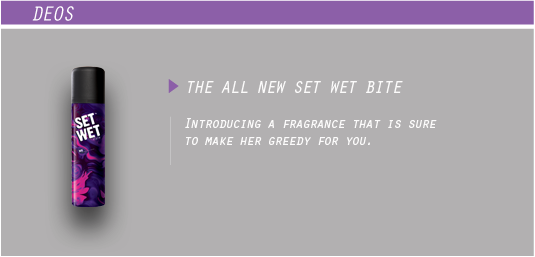 DEOS
THE ALL NEW SET WET BITE
INTRODUCING A FRAGRANCE THAT IS SURE
TO MAKE HER GREEDY FOR YOU.
SET
WET